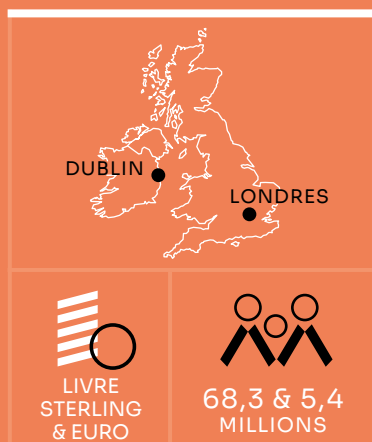 DUBLIN
LONDRES
LIVRE
STERLING
& EURO
68,3 & 5,4
MILLIONS